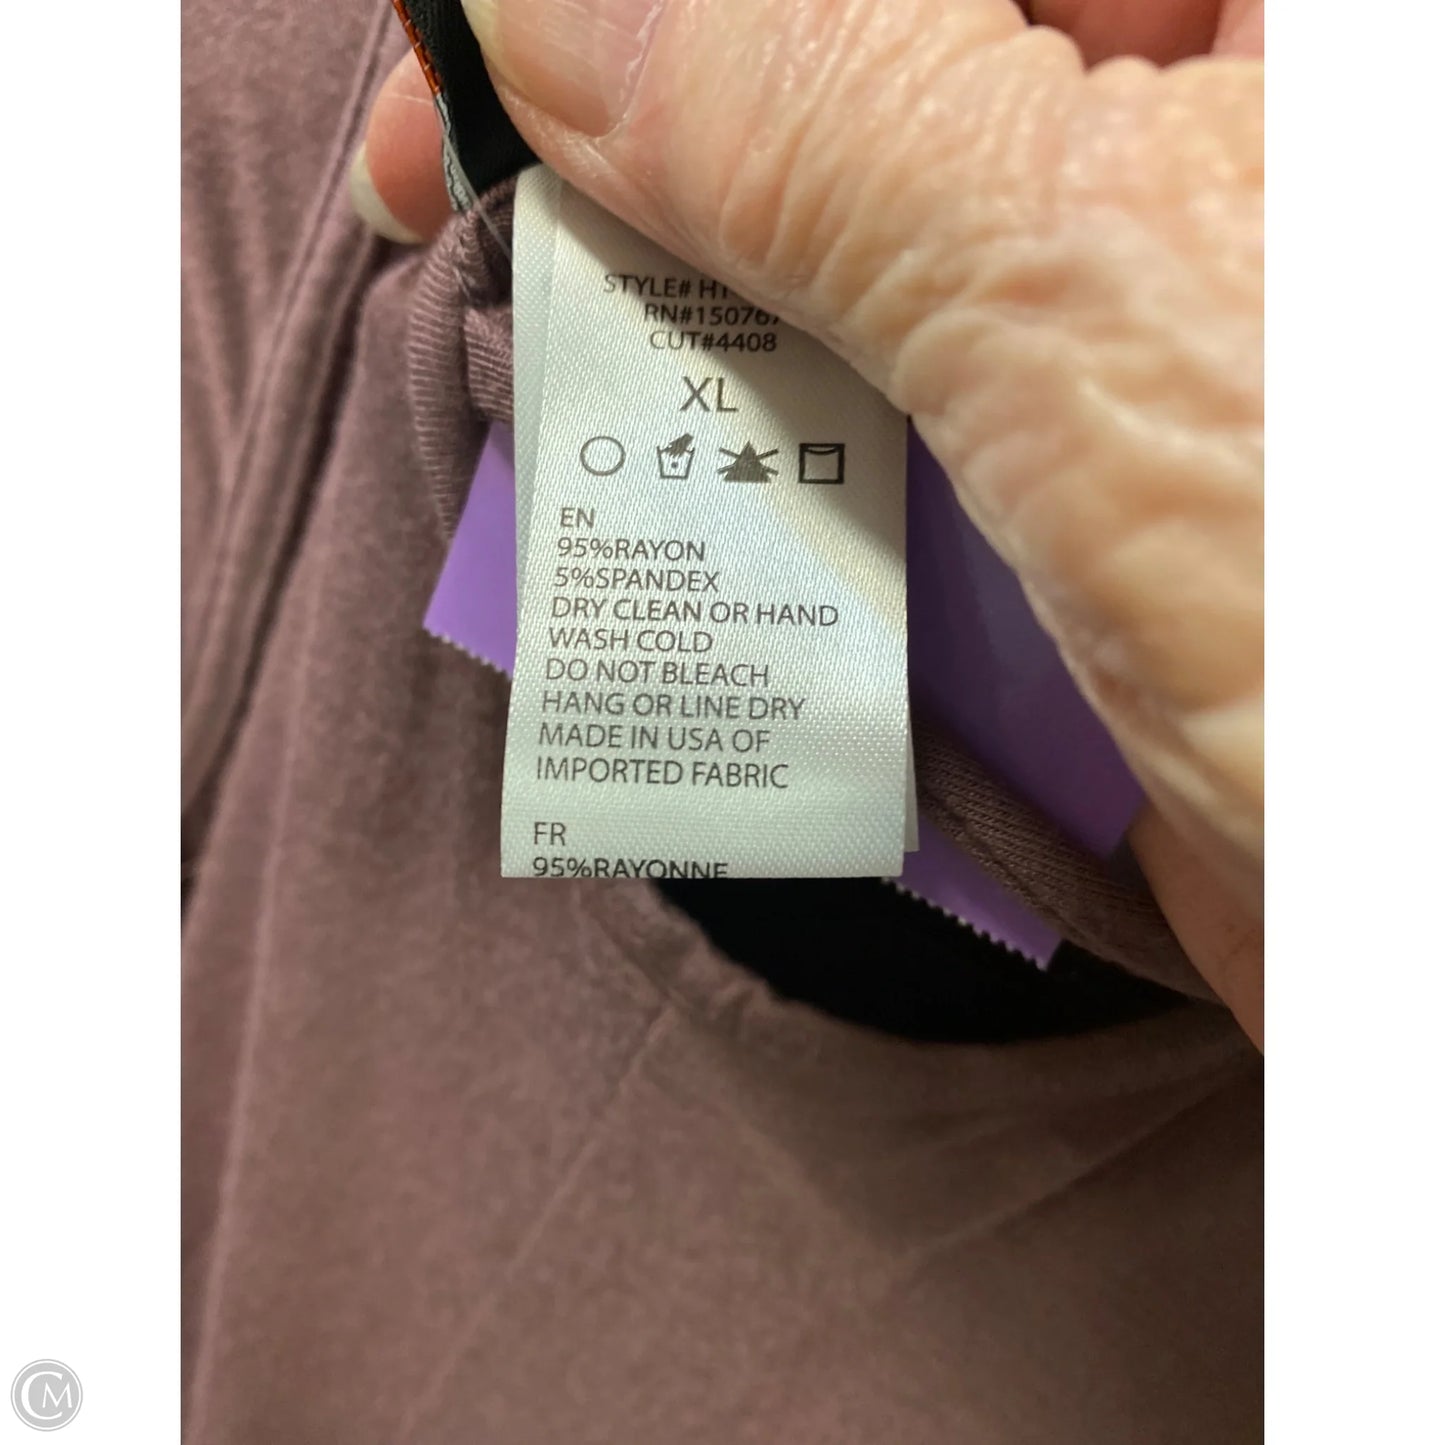 STYLE#
RN#15076
CUT#4408
XL
EN
95%RAYON
5%SPANDEX
DRY CLEAN OR HAND
WASH COLD
DO NOT BLEACH
HANG OR LINE DRY
MADE IN USA OF
IMPORTED FABRIC
FR
95%RAYONNE
CM